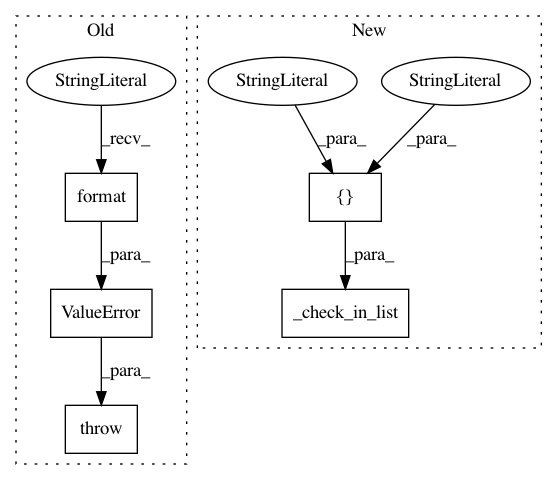 Old
New
StringLiteral
StringLiteral
StringLiteral
_recv_
_para_
_para_
format
{}
_para_
_para_
ValueError
_check_in_list
_para_
throw